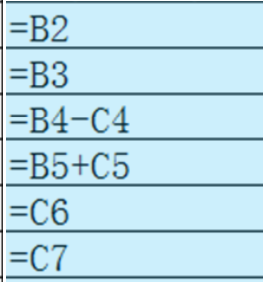 =B2
=B3
=B4-C4
=B5+C5
=C6
=C7